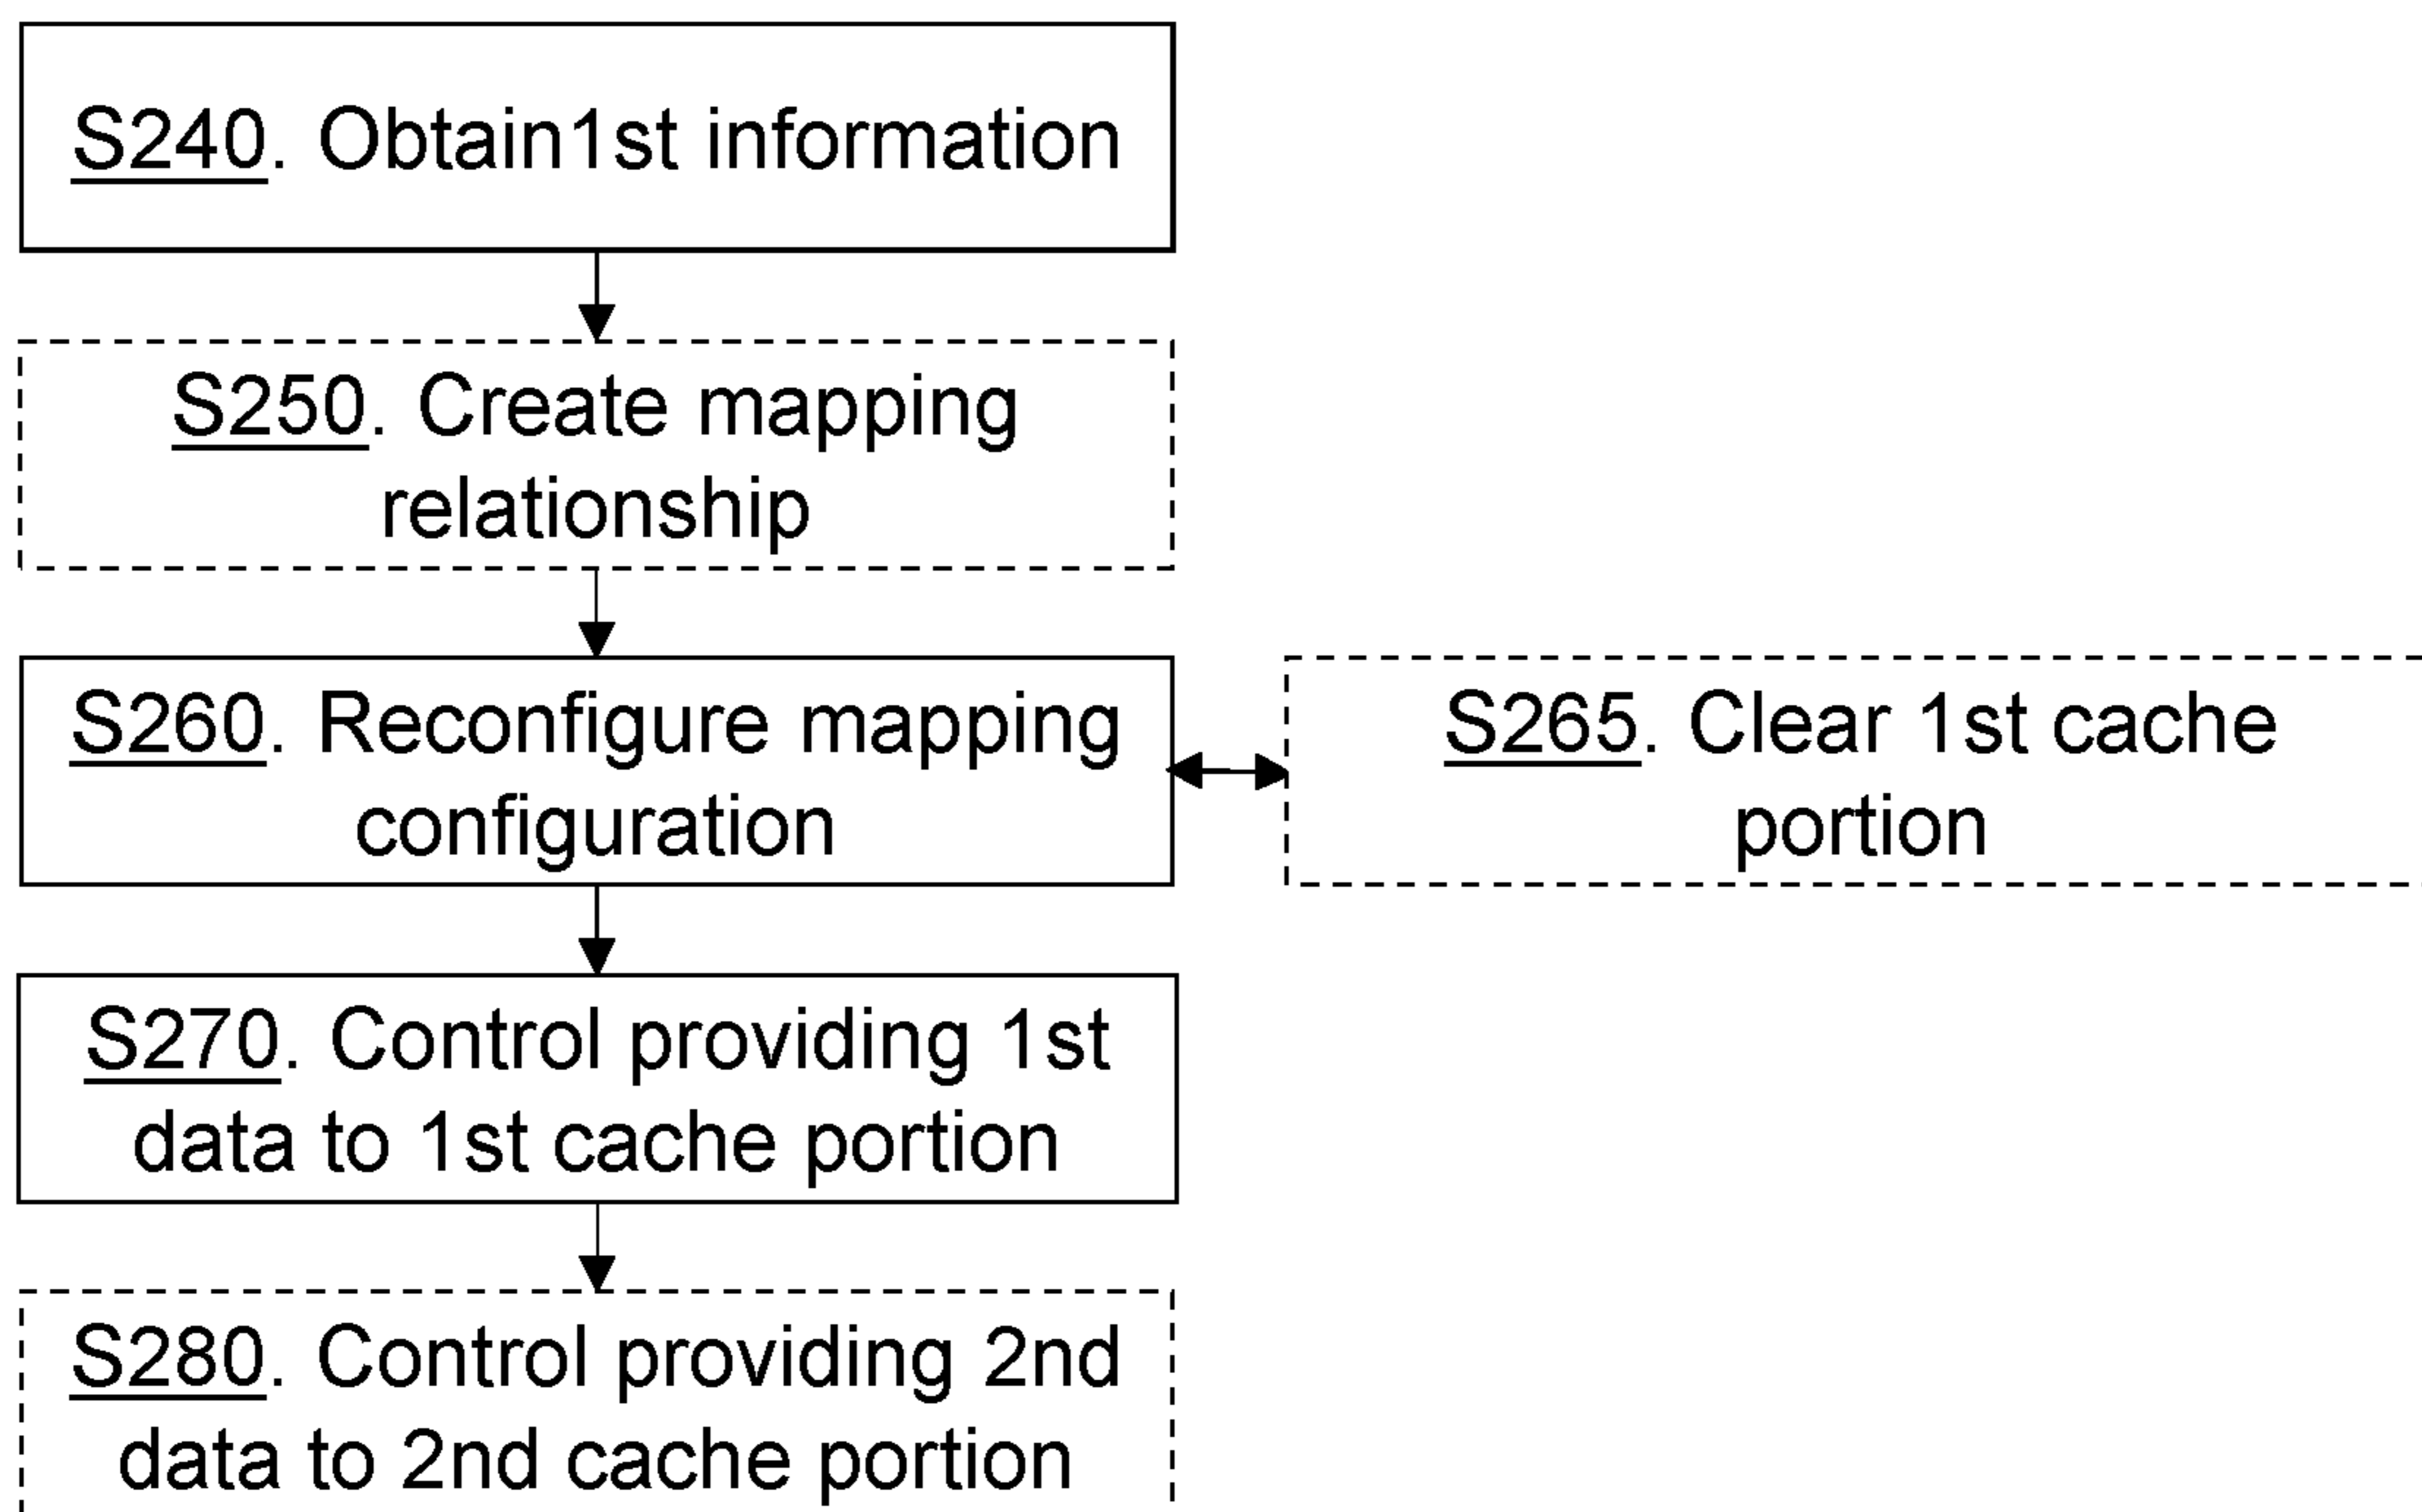 S240. Obtain1st information
S250. Create mapping
relationship
S260. Reconfigure mapping
configuration
S265. Clear 1st cache
portion
S270. Control providing 1st
data to 1st cache portion
S280. Control providing 2nd
data to 2nd cache portion